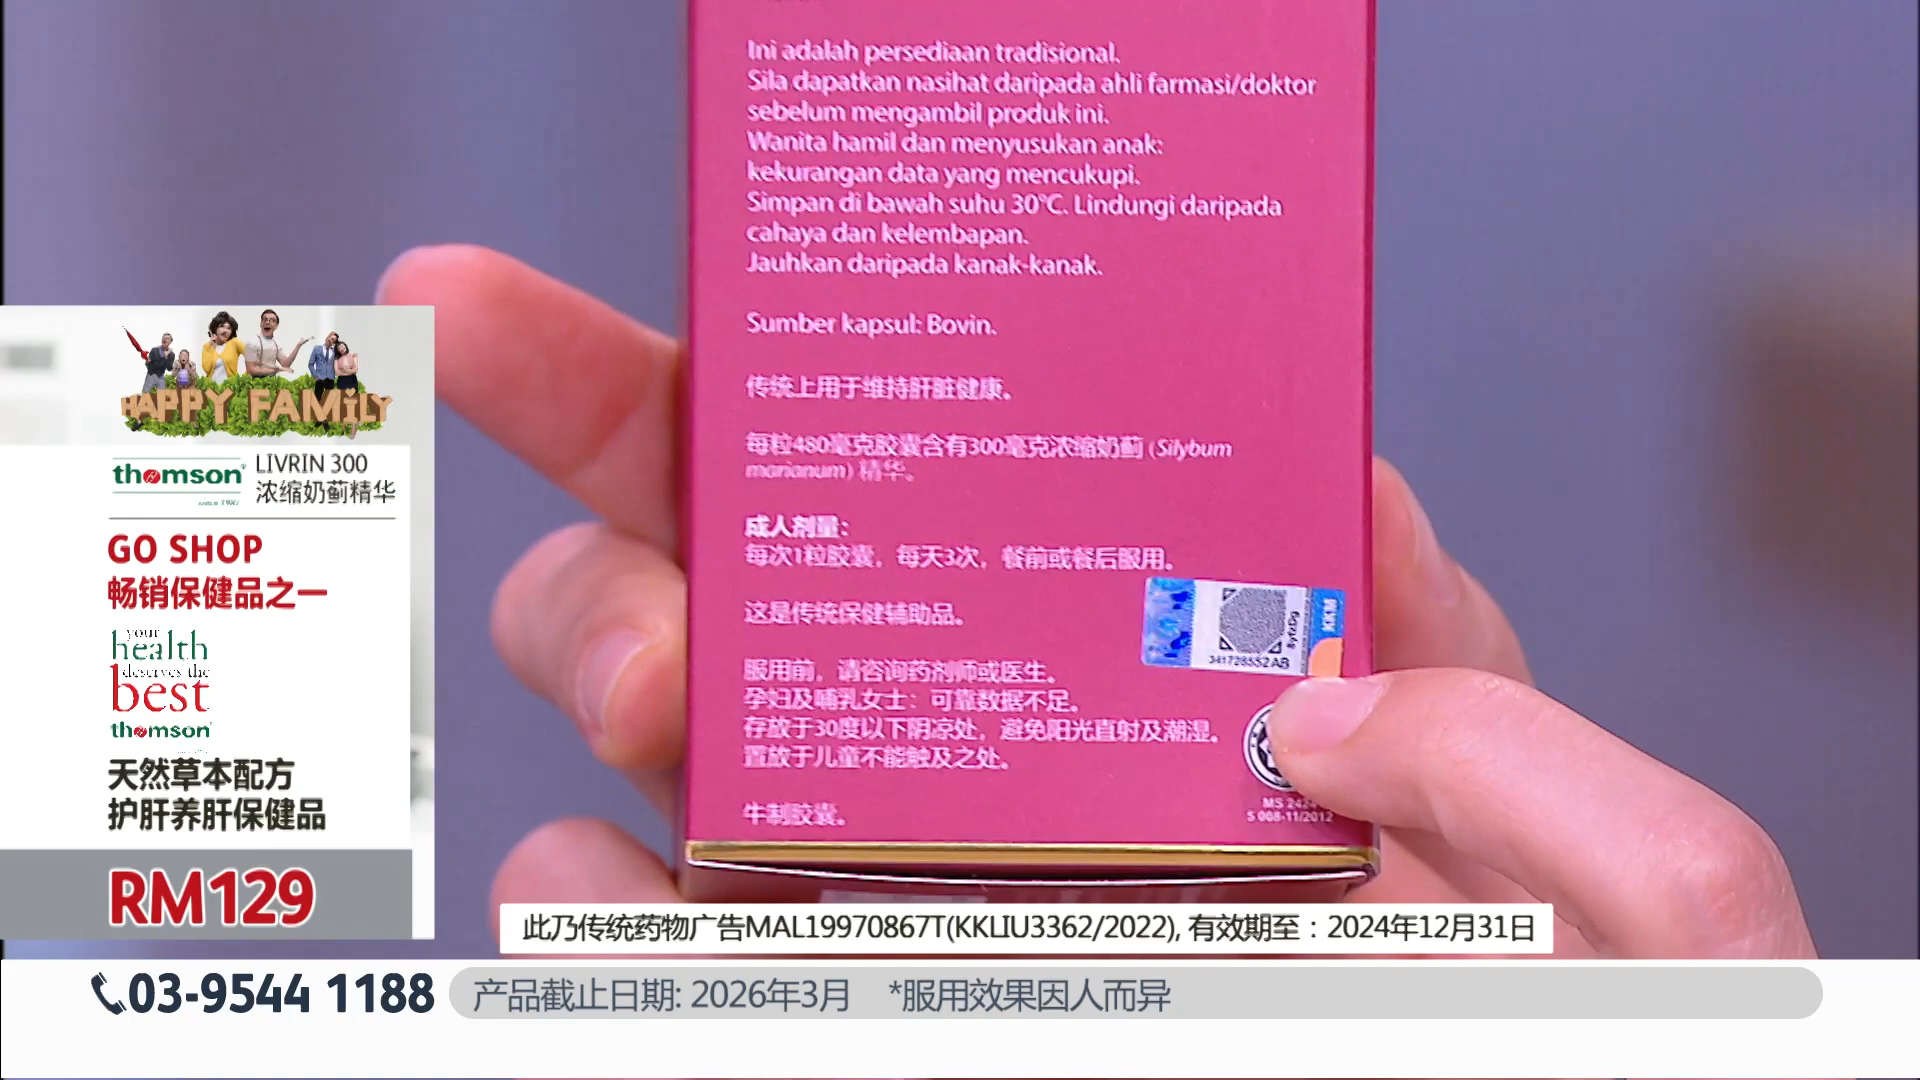 Ini adalah persediaan tradisional.
Sila dapatkan nasihat daripada ahli farmasi/doktor
sebelum mengambil produk ini.
Wanita hamil dan menyusukan anak:
kekurangan data yang mencukupi.
Simpan di bawah suhu 30°C. Lindungi daripada
cahaya dan kelembapan.
Jauhkan daripada kanak-kanak.
Sumber kapsul: Bovin.
传统上用于维持肝脏健康。
每粒480毫克胶囊含有300毫克浓缩奶蓟 (Silybum
marianum) 精华。
成人剂量:
每次1粒胶囊，每天3次，餐前或餐后服用。
这是传统保健辅助品。
服用前，请咨询药剂师或医生。
孕妇及哺乳女士：可靠数据不足。
存放于30度以下阴凉处，避免阳光直射及潮湿。
置放于儿童不能触及之处。
牛制胶囊。
KKM
341728552AB
MS 242
5 008-11/2012
HAPPY FAMiLY
thomson
LIVRIN 300
浓缩奶蓟精华
GO SHOP
畅销保健品之一
your
health
deserves the
best
thomson
天然草本配方
护肝养肝保健品
RM129
此乃传统药物广告MAL19970867T(KKLIU3362/2022), 有效期至：2024年12月31日
03-9544 1188
产品截止日期: 2026年3月 *服用效果因人而异